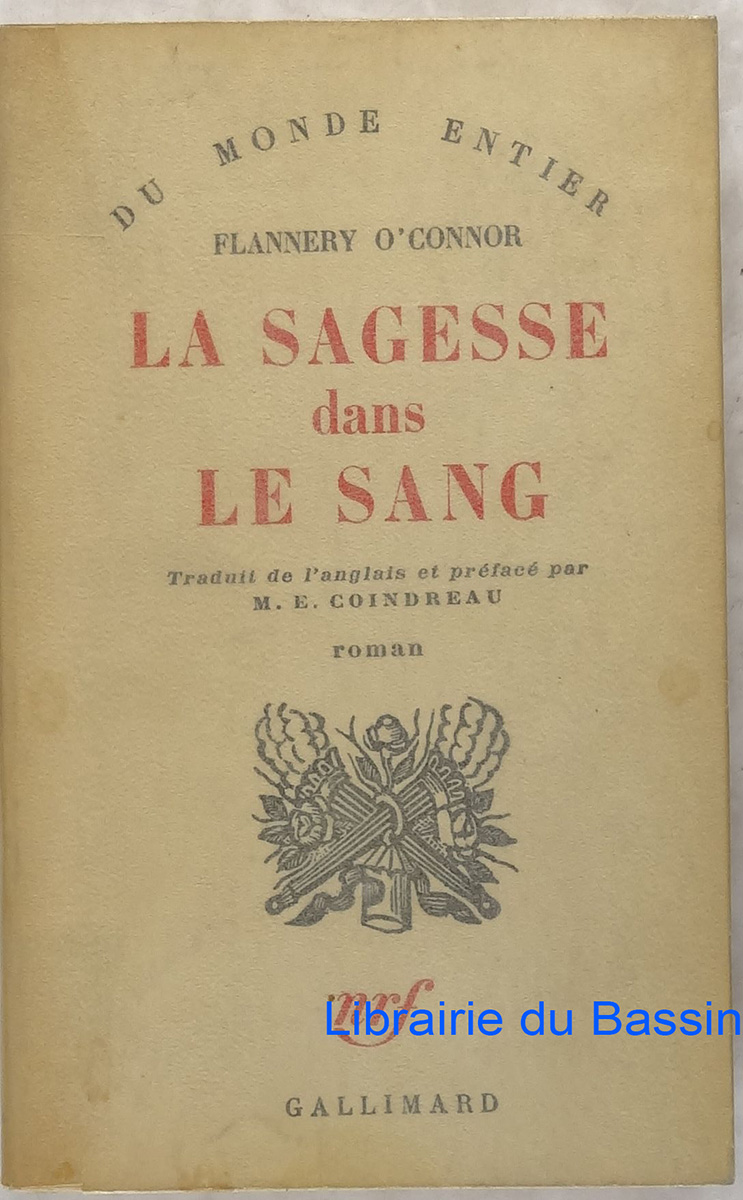 DU MONDE ENTIER
FLANNERY O'CONNOR
LA SAGESSE
dans
LE SANG
Traduit de l'anglais et préfacé par
M. E. COINDREAU
roman
nrf
Librairie du Bassin
GALLIMARD